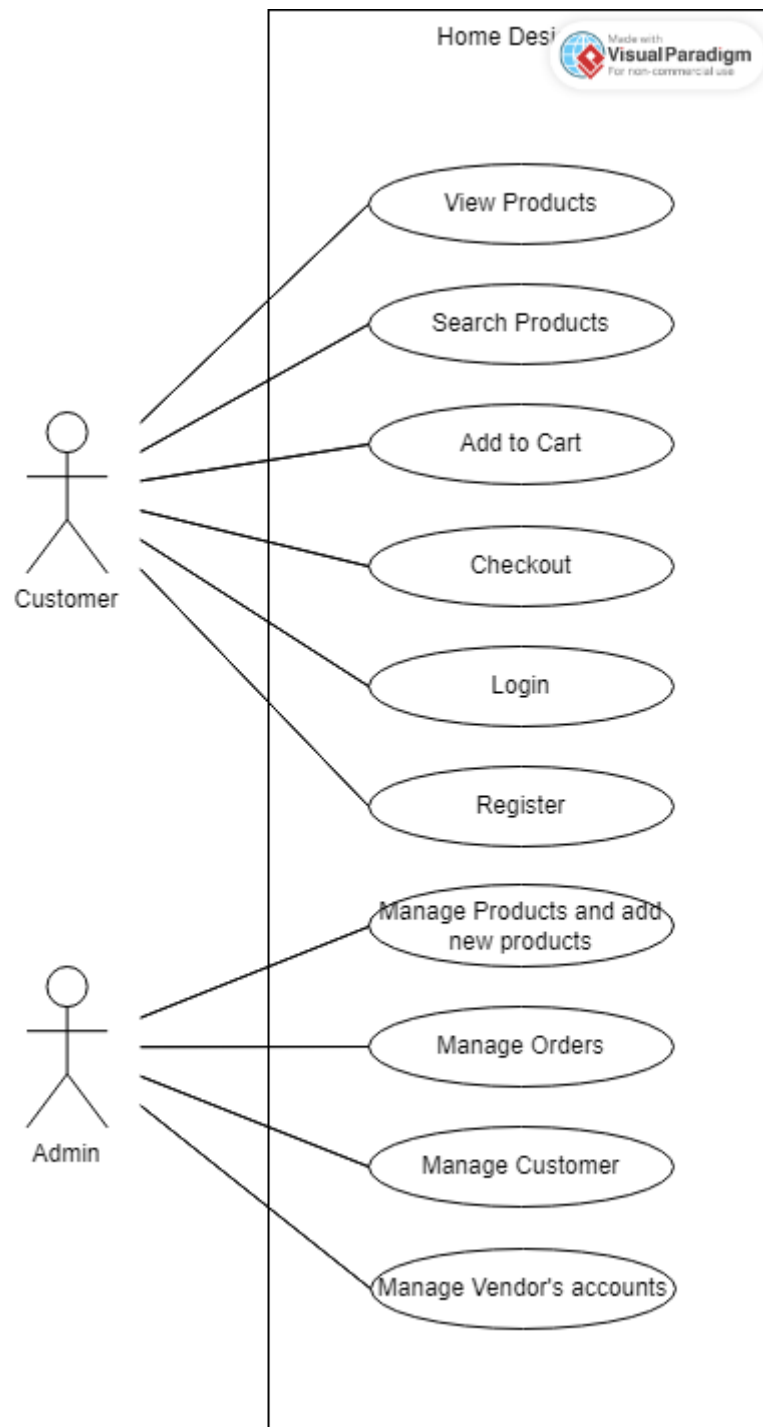 Home Desi
Made with
Visual Paradigm
For non-commercial use
View Products
Search Products
Add to Cart
Checkout
Customer
Login
Register
Manage Products and add
new products
Manage Orders
Admin
Manage Customer
Manage Vendor's accounts